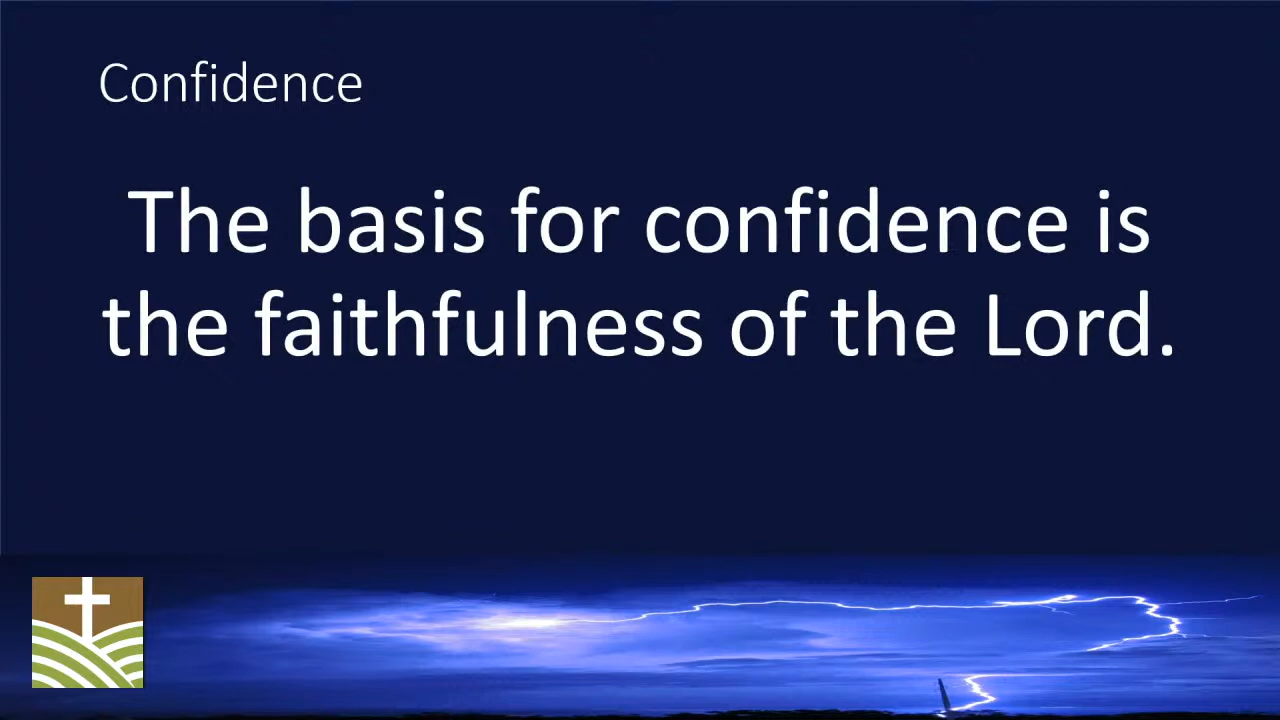 Confidence
The basis for confidence is
the faithfulness of the Lord.